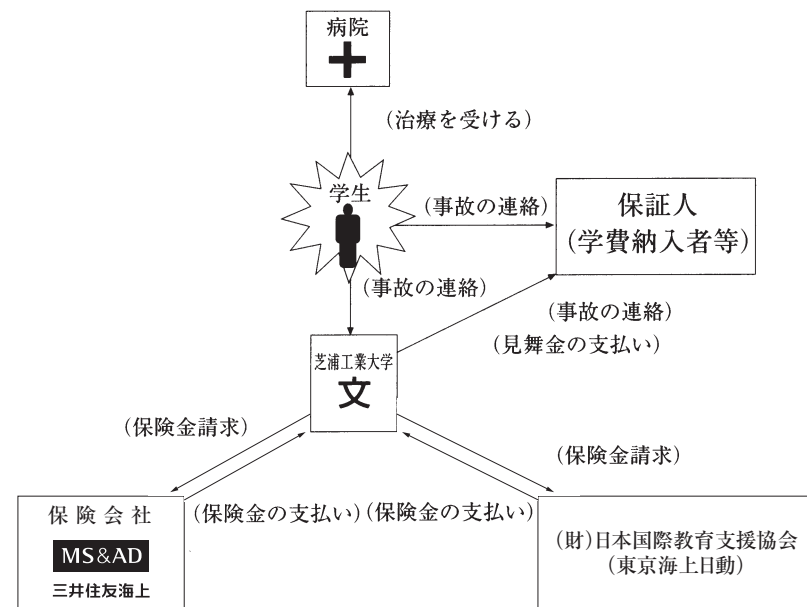 病院
(治療を受ける)
学生
(事故の連絡)
保証人
(学費納入者等)
(事故の連絡)
(事故の連絡)
(見舞金の支払い)
芝浦工業大学
文
(保険金請求)
(保険金請求)
保険会社
MS&AD
三井住友海上
(保険金の支払い)(保険金の支払い)
(財)日本国際教育支援協会
(東京海上日動)